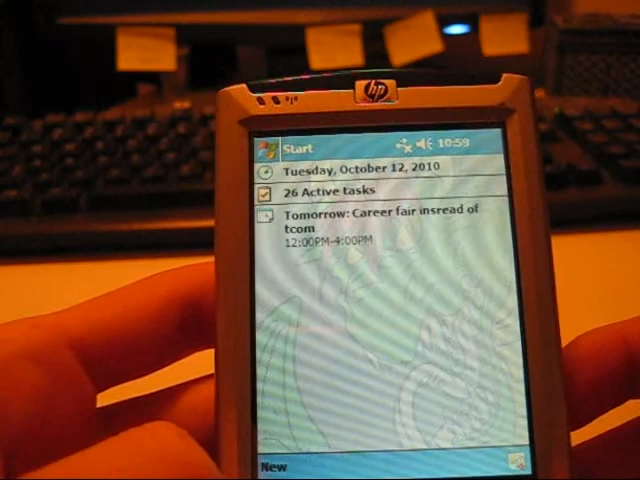 hp
Start 10:59
Tuesday, October 12, 2010
26 Active tasks
Tomorrow: Career fair insread of
tcom
12:00PM-4:00PM
New